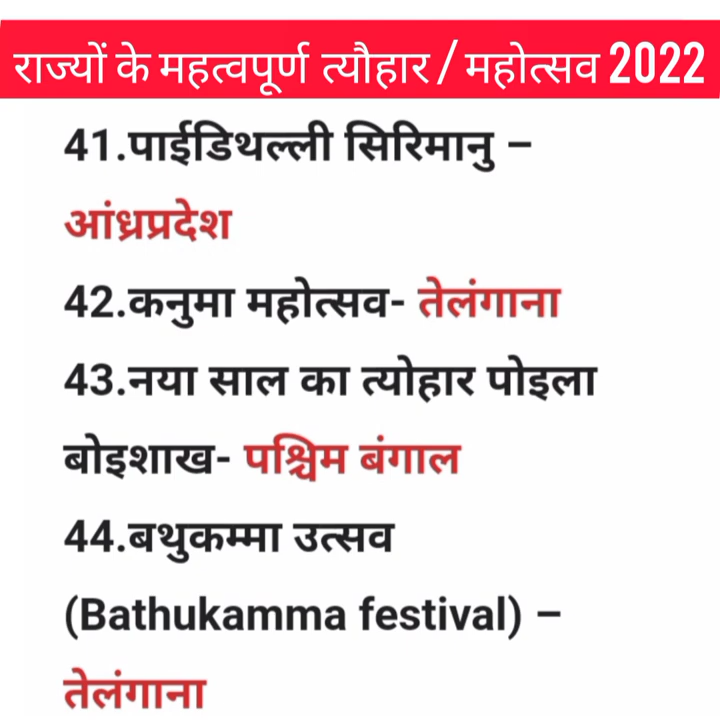 राज्यों के महत्वपूर्ण त्यौहार / महोत्सव 2022
41.पाईडिथल्ली सिरिमानु –
आंध्रप्रदेश
42.कनुमा महोत्सव- तेलंगाना
43.नया साल का त्योहार पोइला
बोइशाख- पश्चिम बंगाल
44.बथुकम्मा उत्सव
(Bathukamma festival) –
तेलंगाना